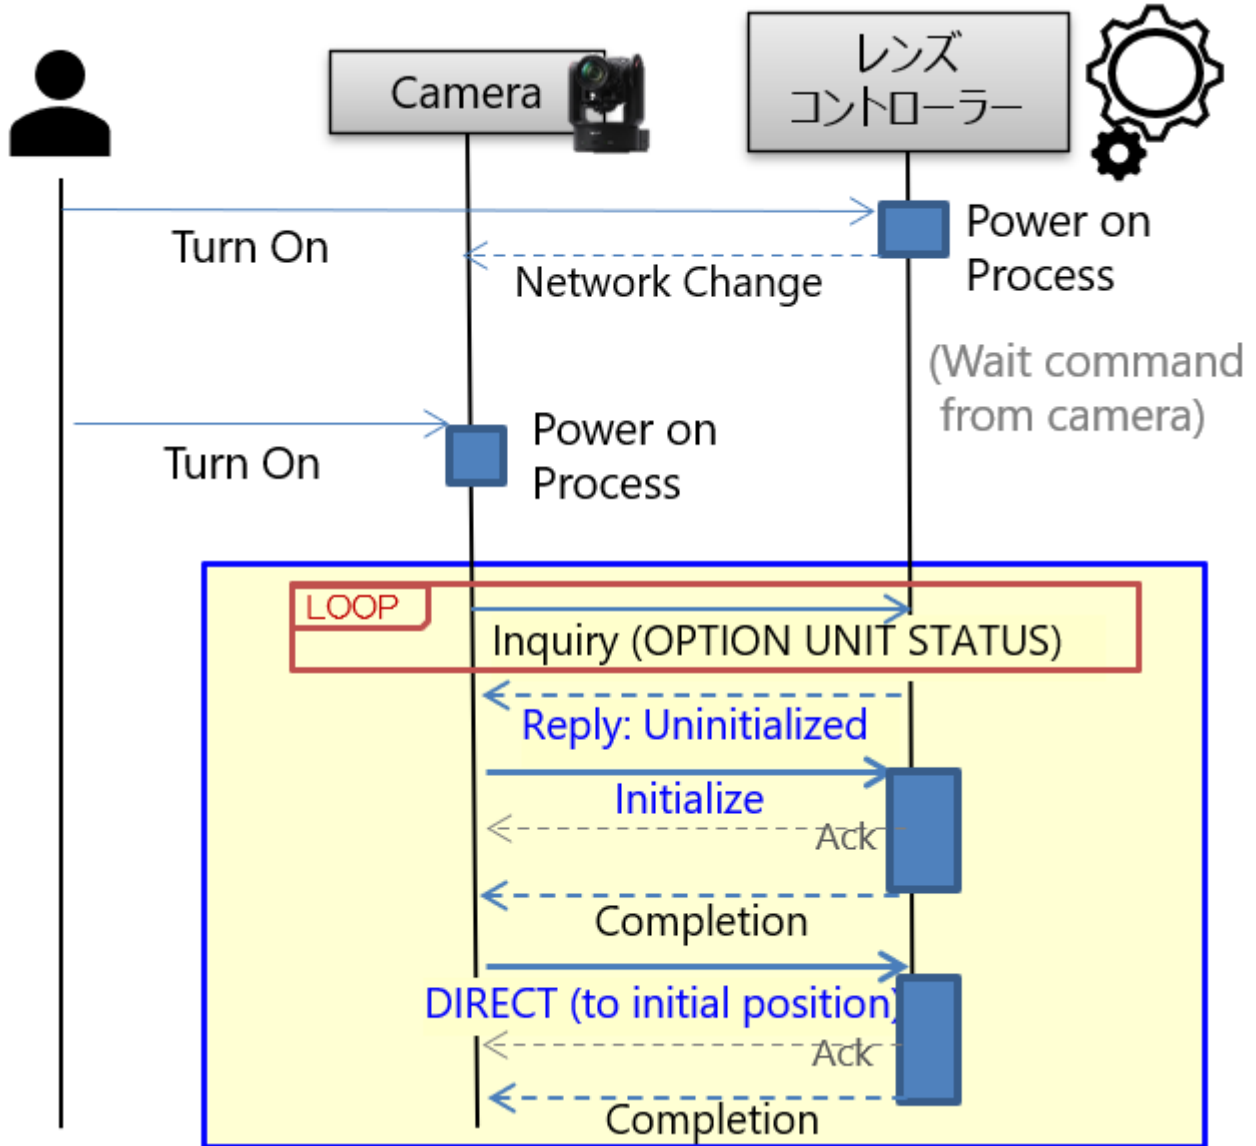 Camera
レンズ
コントローラー
Turn On
Power on
Process
Network Change
(Wait command
from camera)
Turn On
Power on
Process
LOOP
Inquiry (OPTION UNIT STATUS)
Reply: Uninitialized
Initialize
Ack
Completion
DIRECT (to initial position)
Ack
Completion